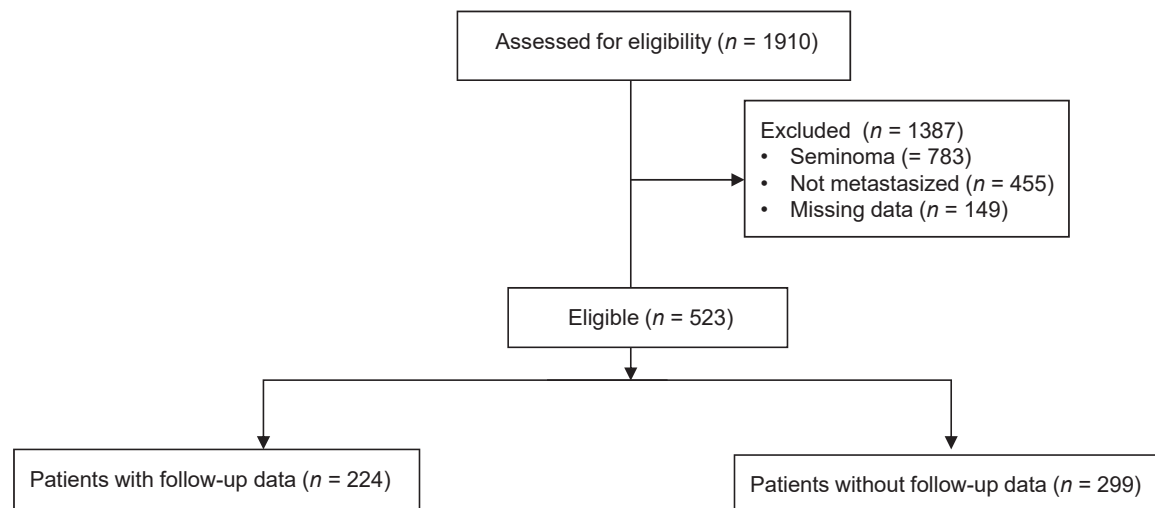 Assessed for eligibility (n = 1910)
Excluded (n = 1387)
• Seminoma (= 783)
• Not metastasized (n = 455)
• Missing data (n = 149)
Eligible (n = 523)
Patients with follow-up data (n = 224)
Patients without follow-up data (n = 299)